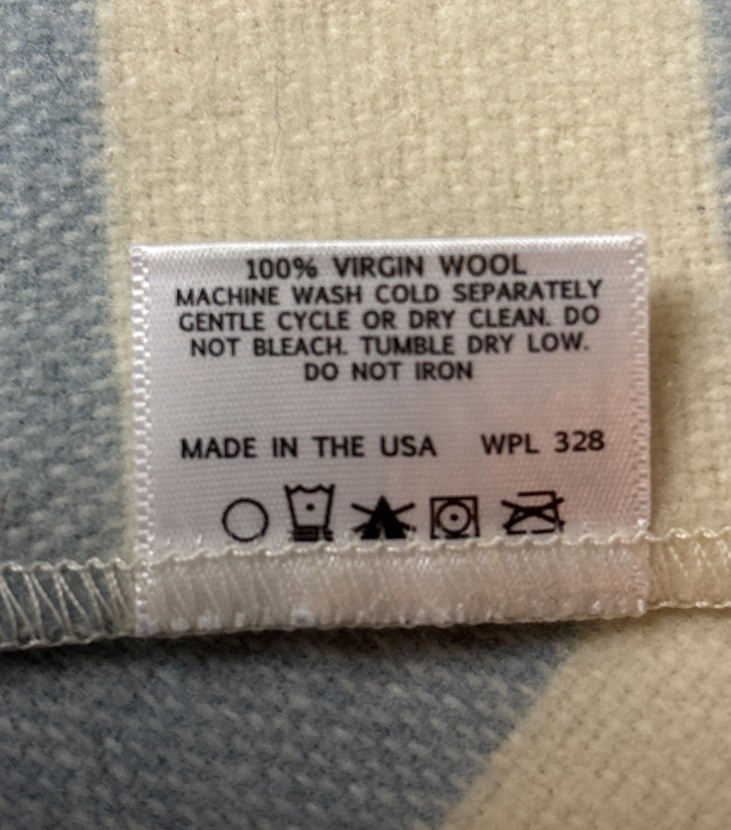 100% VIRGIN WOOL
MACHINE WASH COLD SEPARATELY
GENTLE CYCLE OR DRY CLEAN. DO
NOT BLEACH. TUMBLE DRY LOW.
DO NOT IRON
MADE IN THE USA WPL 328